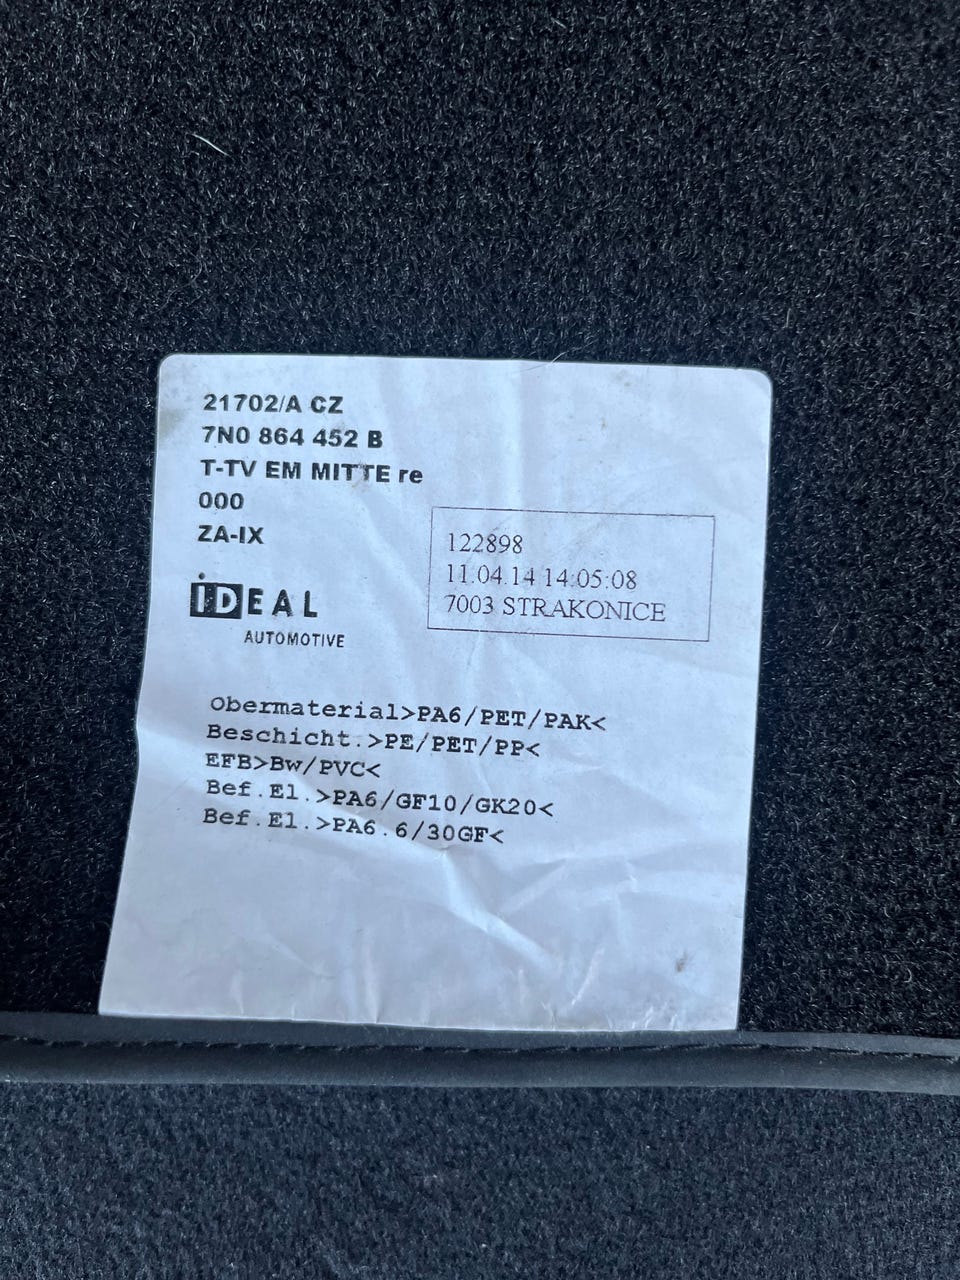 21702/A CZ
7N0 864 452 B
T-TV EM MITTE re
000
ZA-IX
122898
11.04.14 14:05:08
7003 STRAKONICE
iDEAL
AUTOMOTIVE
Obermaterial>PA6/PET/PAK<
Beschicht.>PE/PET/PP<
EFB>Bw/PVC<
Bef.El.>PA6/GF10/GK20<
Bef.El.>PA6.6/30GF<